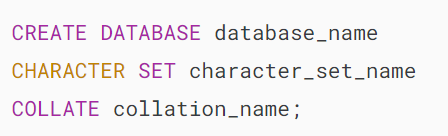 CREATE DATABASE database_name
CHARACTER SET character_set_name
COLLATE collation_name;